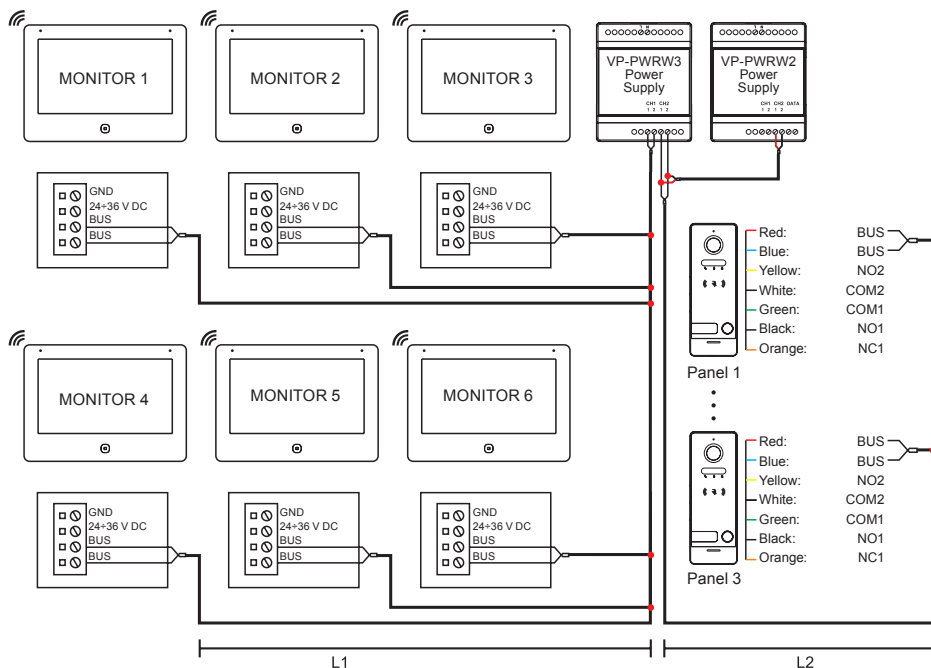 MONITOR 1
MONITOR 2
MONITOR 3
VP-PWRW3
Power
Supply
CH1 CH2
1 2 1 2
VP-PWRW2
Power
Supply
CH1 CH2 DATA
1 2 1 2
GND
24÷36 V DC
BUS
BUS
GND
24÷36 V DC
BUS
BUS
GND
24÷36 V DC
BUS
BUS
Red: BUS
Blue: BUS
Yellow: NO2
White: COM2
Green: COM1
Black: NO1
Orange: NC1
Panel 1
MONITOR 4
MONITOR 5
MONITOR 6
Red: BUS
Blue: BUS
Yellow: NO2
White: COM2
Green: COM1
Black: NO1
Orange: NC1
Panel 3
GND
24÷36 V DC
BUS
BUS
GND
24÷36 V DC
BUS
BUS
GND
24÷36 V DC
BUS
BUS
L1
L2